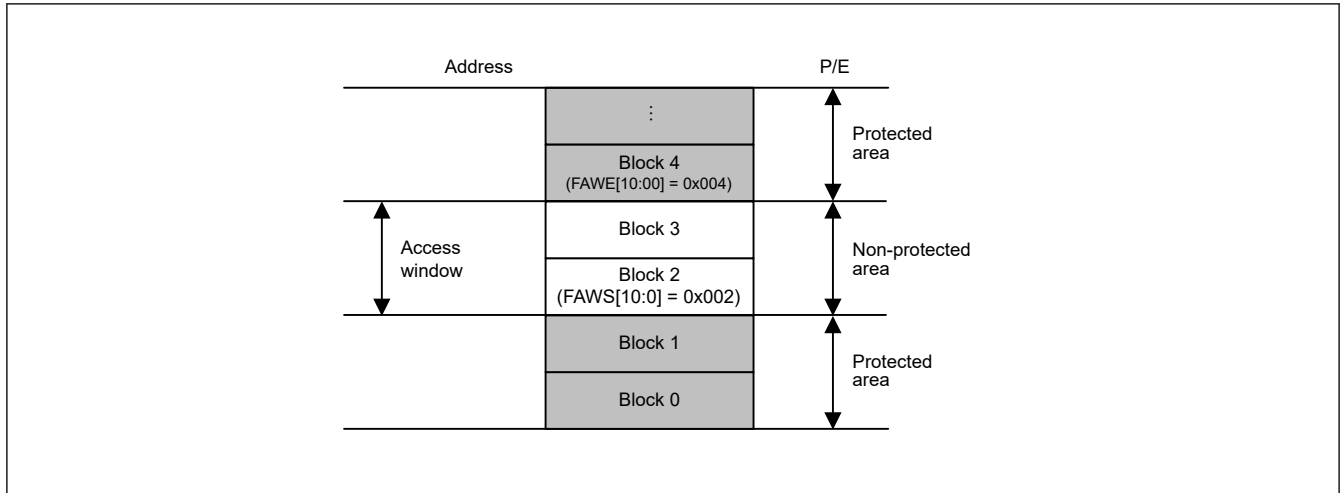 Address
P/E
⋮
Protected
area
Block 4
(FAWE[10:00] = 0x004)
Access
window
Block 3
Non-protected
area
Block 2
(FAWS[10:0] = 0x002)
Block 1
Protected
area
Block 0